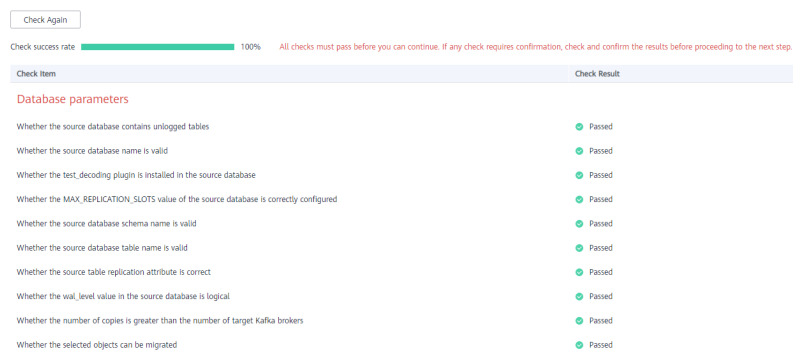 Check Again
Check success rate 100% All checks must pass before you can continue. If any check requires confirmation, check and confirm the results before proceeding to the next step.
Check Item Check Result
Database parameters
Whether the source database contains unlogged tables Passed
Whether the source database name is valid Passed
Whether the test_decoding plugin is installed in the source database Passed
Whether the MAX_REPLICATION_SLOTS value of the source database is correctly configured Passed
Whether the source database schema name is valid Passed
Whether the source database table name is valid Passed
Whether the source table replication attribute is correct Passed
Whether the wal_level value in the source database is logical Passed
Whether the number of copies is greater than the number of target Kafka brokers Passed
Whether the selected objects can be migrated Passed